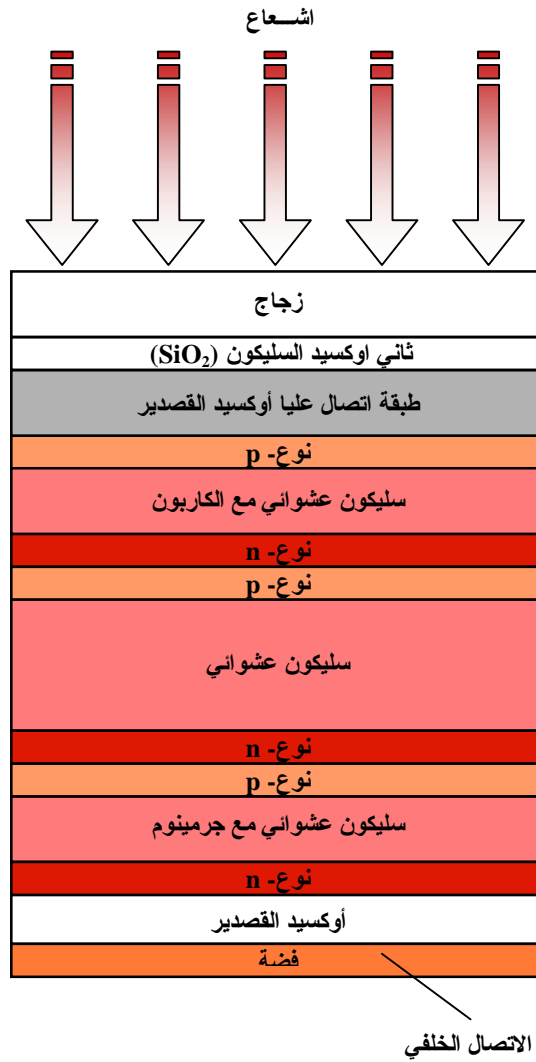 اشـــعاع
زجاج
ثاني اوكسيد السليكون (SiO₂)
طبقة اتصال عليا أوكسيد القصدير
نوع- p
سليكون عشوائي مع الكاربون
نوع- n
نوع- p
سليكون عشوائي
نوع- n
نوع- p
سليكون عشوائي مع جرمينوم
نوع- n
أوكسيد القصدير
فضة
الاتصال الخلفي